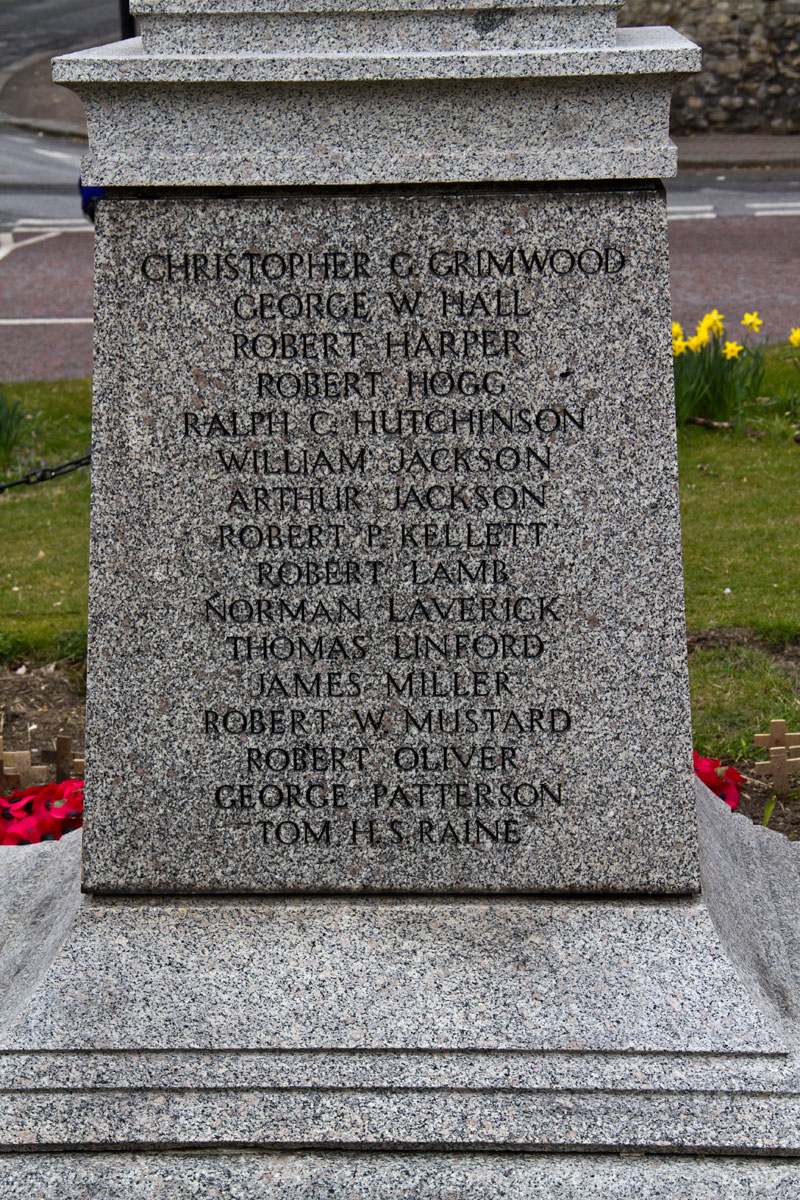 CHRISTOPHER G. GRIMWOOD
GEORGE W. HALL
ROBERT HARPER
ROBERT HOGG
RALPH C. HUTCHINSON
WILLIAM JACKSON
ARTHUR JACKSON
ROBERT P. KELLETT
ROBERT LAMB
NORMAN LAVERICK
THOMAS LINFORD
JAMES MILLER
ROBERT W. MUSTARD
ROBERT OLIVER
GEORGE PATTERSON
TOM. H.S. RAINE